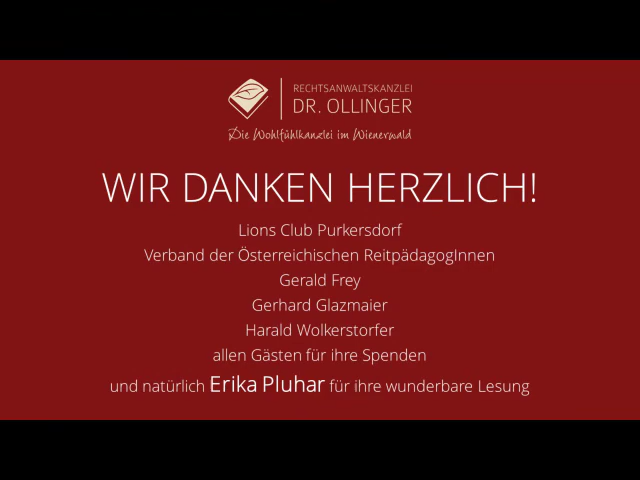 RECHTSANWALTSKANZLEI
DR. OLLINGER
Die Wohlfühlkanzlei im Wienerwald
WIR DANKEN HERZLICH!
Lions Club Purkersdorf
Verband der Österreichischen ReitpädagogInnen
Gerald Frey
Gerhard Glazmaier
Harald Wolkerstorfer
allen Gästen für ihre Spenden
und natürlich Erika Pluhar für ihre wunderbare Lesung